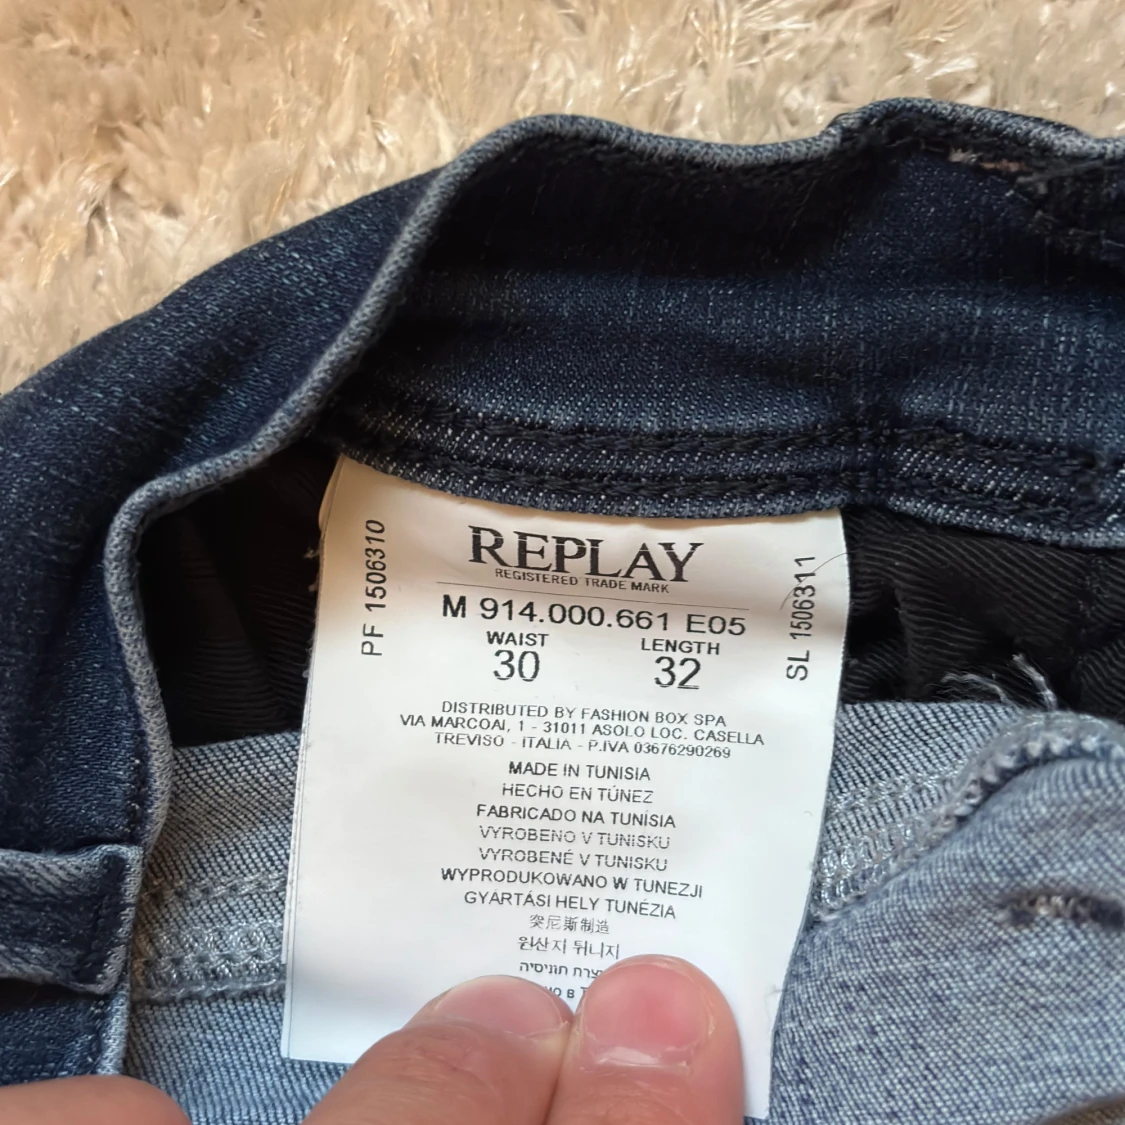 REPLAY
REGISTERED TRADE MARK
M 914.000.661 E05
WAIST LENGTH
30 32
PF 1506310
SL 1506311
DISTRIBUTED BY FASHION BOX SPA
VIA MARCOAI, 1 - 31011 ASOLO LOC. CASELLA
TREVISO - ITALIA - P.IVA 03676290269
MADE IN TUNISIA
HECHO EN TÚNEZ
FABRICADO NA TUNÍSIA
VYROBENO V TUNISKU
VYROBENÉ V TUNISKU
WYPRODUKOWANO W TUNEZJI
GYÁRTÁSI HELY TUNÉZIA
突尼斯制造
원산지 튀니지
תוניסיה